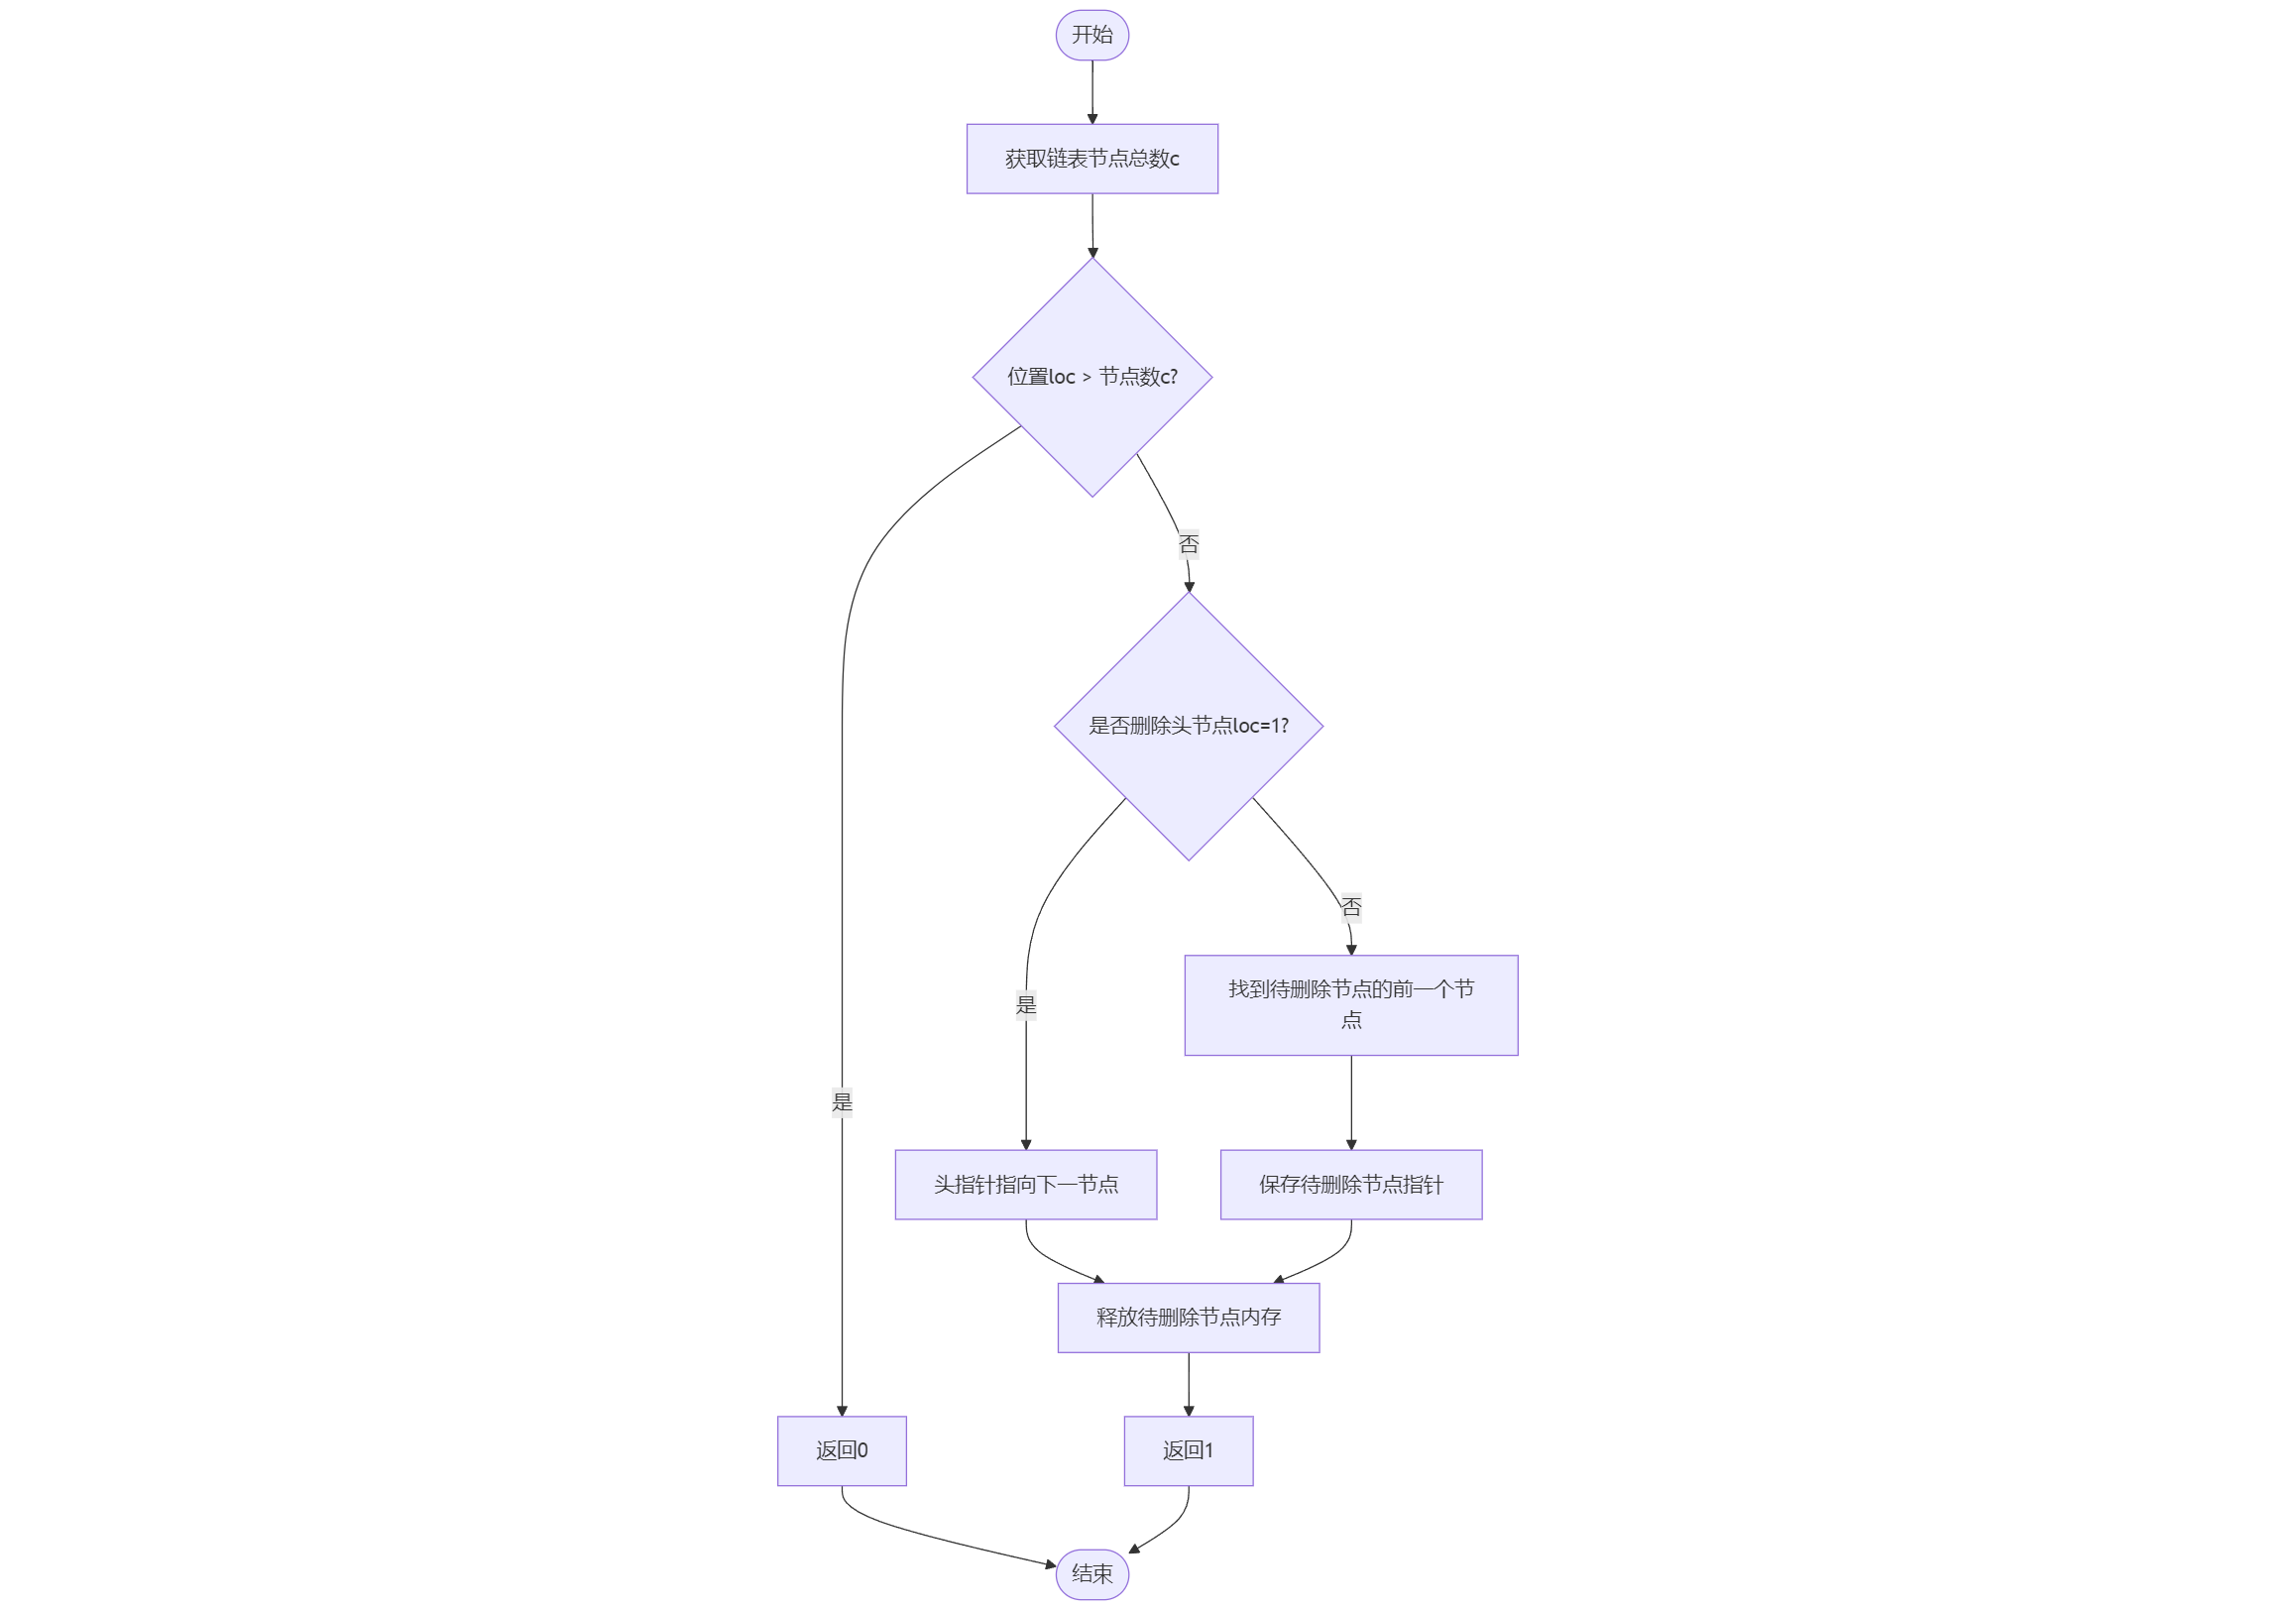 开始
获取链表节点总数c
位置loc > 节点数c?
否
是否删除头节点loc=1?
否
找到待删除节点的前一个节
点
是
是
头指针指向下一节点
保存待删除节点指针
释放待删除节点内存
返回0
返回1
结束